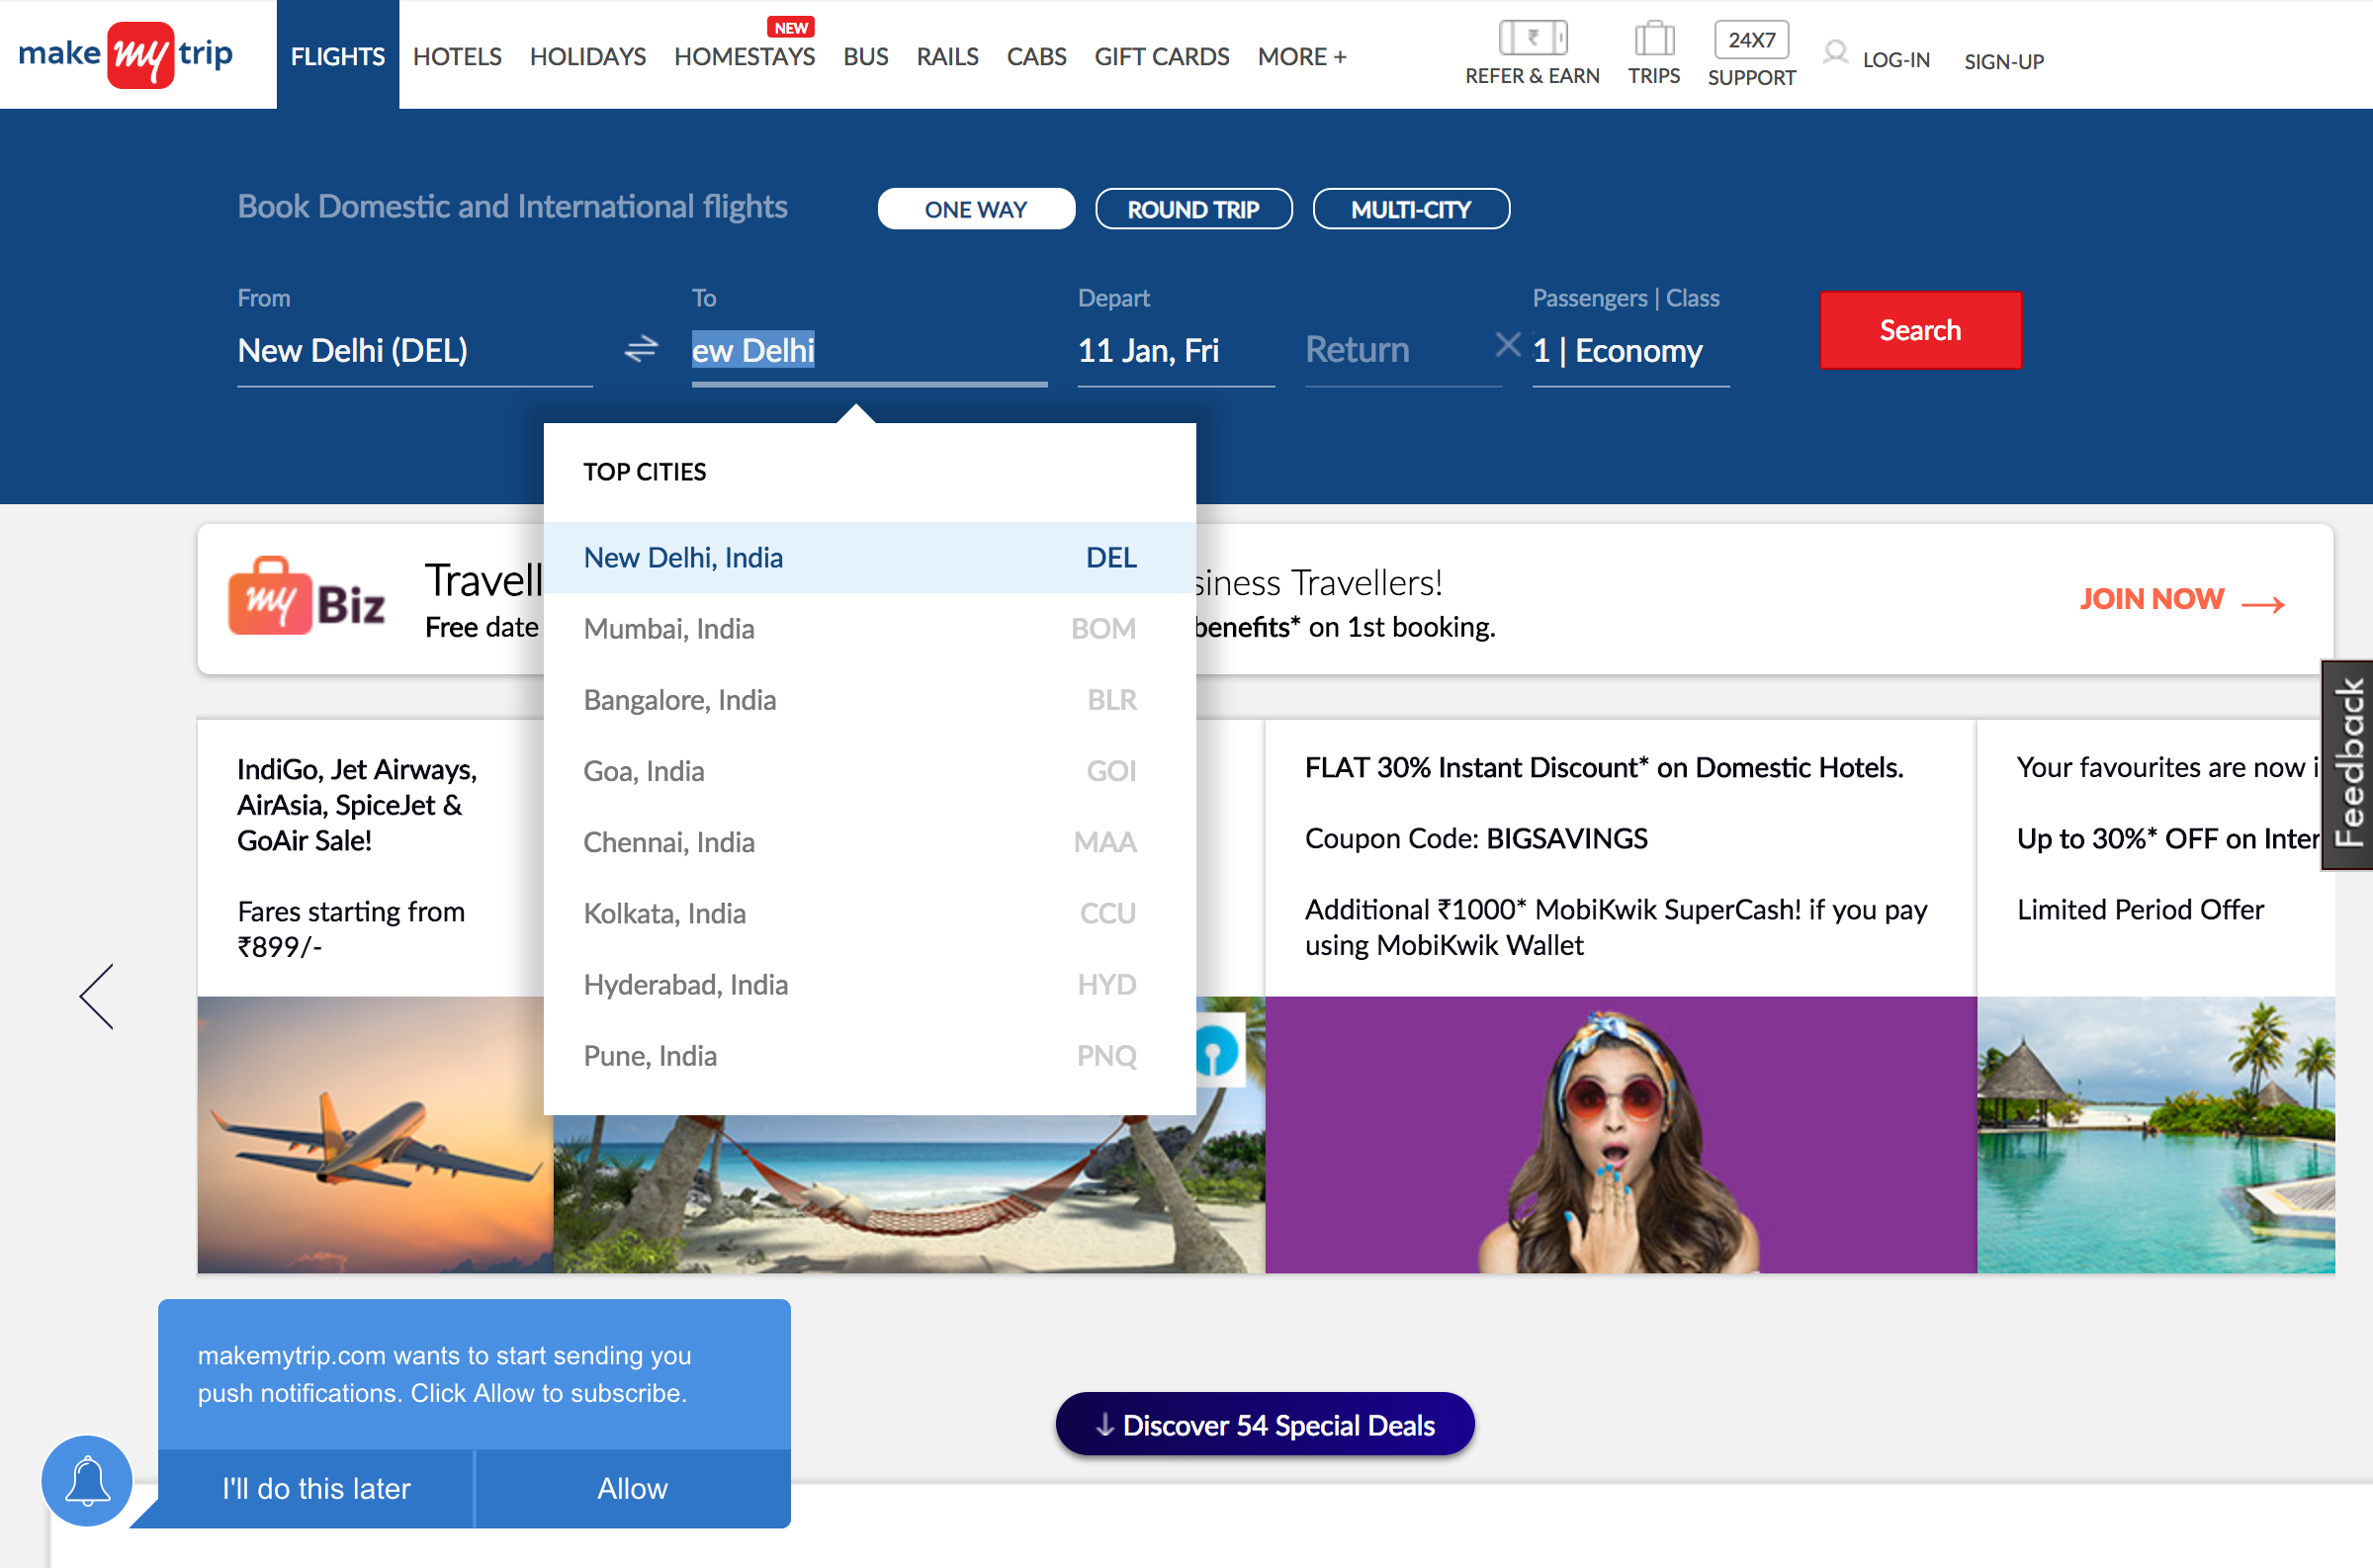 make my trip
FLIGHTS
HOTELS
HOLIDAYS
NEW
HOMESTAYS
BUS
RAILS
CABS
GIFT CARDS
MORE +
₹
REFER & EARN
TRIPS
24X7
SUPPORT
LOG-IN
SIGN-UP
Book Domestic and International flights
ONE WAY
ROUND TRIP
MULTI-CITY
From
New Delhi (DEL)
To
ew Delhi
Depart
11 Jan, Fri
Return
Passengers | Class
1 | Economy
Search
TOP CITIES
New Delhi, India DEL
Mumbai, India BOM
Bangalore, India BLR
Goa, India GOI
Chennai, India MAA
Kolkata, India CCU
Hyderabad, India HYD
Pune, India PNQ
my Biz
Travell
siness Travellers!
Free date
benefits* on 1st booking.
JOIN NOW
Feedback
IndiGo, Jet Airways,
AirAsia, SpiceJet &
GoAir Sale!
Fares starting from
₹899/-
FLAT 30% Instant Discount* on Domestic Hotels.
Coupon Code: BIGSAVINGS
Additional ₹1000* MobiKwik SuperCash! if you pay
using MobiKwik Wallet
Your favourites are now i
Up to 30%* OFF on Inter
Limited Period Offer
makemytrip.com wants to start sending you
push notifications. Click Allow to subscribe.
I'll do this later
Allow
Discover 54 Special Deals